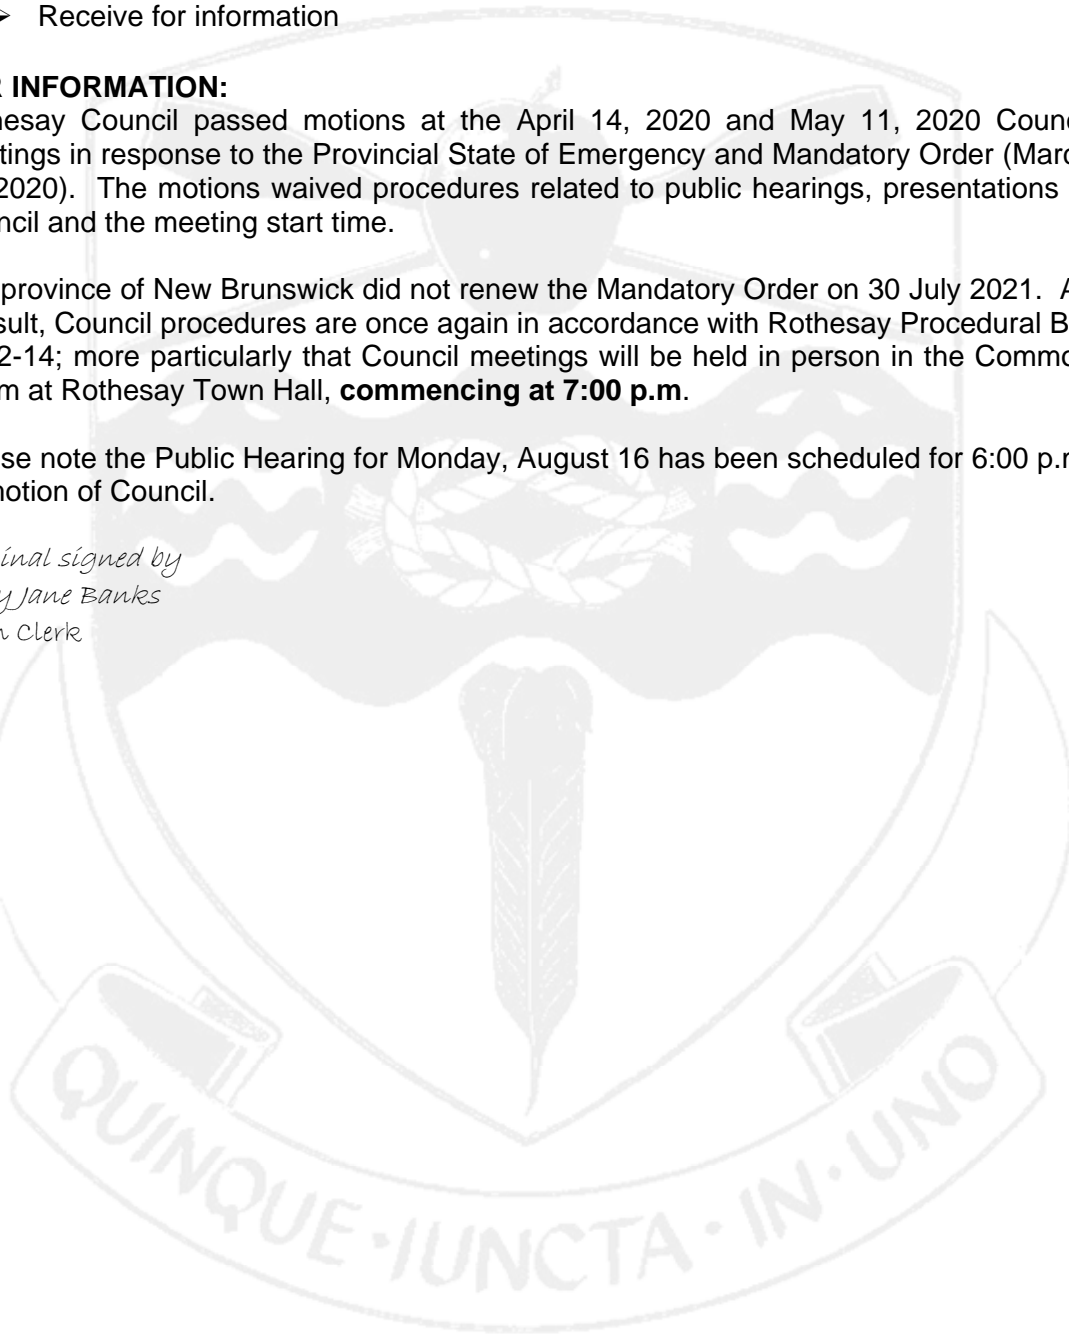 Receive for information
R INFORMATION:
hesay Council passed motions at the April 14, 2020 and May 11, 2020 Counc
tings in response to the Provincial State of Emergency and Mandatory Order (Marc
2020). The motions waived procedures related to public hearings, presentations
ncil and the meeting start time.
province of New Brunswick did not renew the Mandatory Order on 30 July 2021. A
sult, Council procedures are once again in accordance with Rothesay Procedural B
2-14; more particularly that Council meetings will be held in person in the Commo
m at Rothesay Town Hall, commencing at 7:00 p.m.
se note the Public Hearing for Monday, August 16 has been scheduled for 6:00 p.m
notion of Council.
inal signed by
y Jane Banks
n Clerk
QUINQUE · IUNCTA · IN · UNO